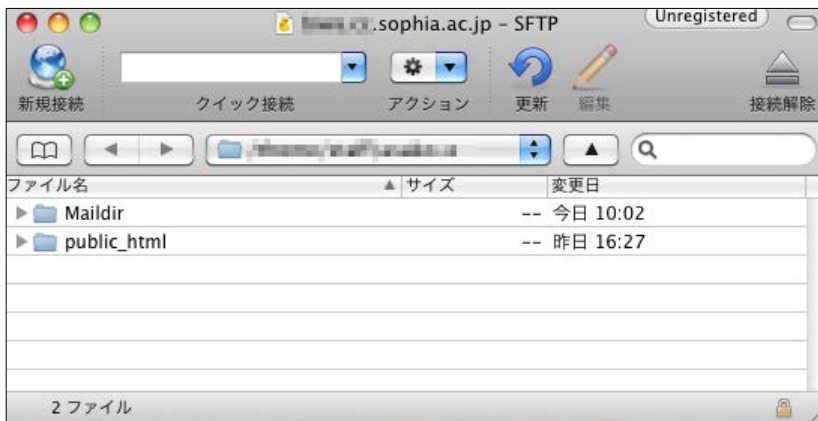 .sophia.ac.jp – SFTP
Unregistered
新規接続
クイック接続
アクション
更新
編集
接続解除
ファイル名
サイズ
変更日
Maildir -- 今日 10:02
public_html -- 昨日 16:27
2 ファイル